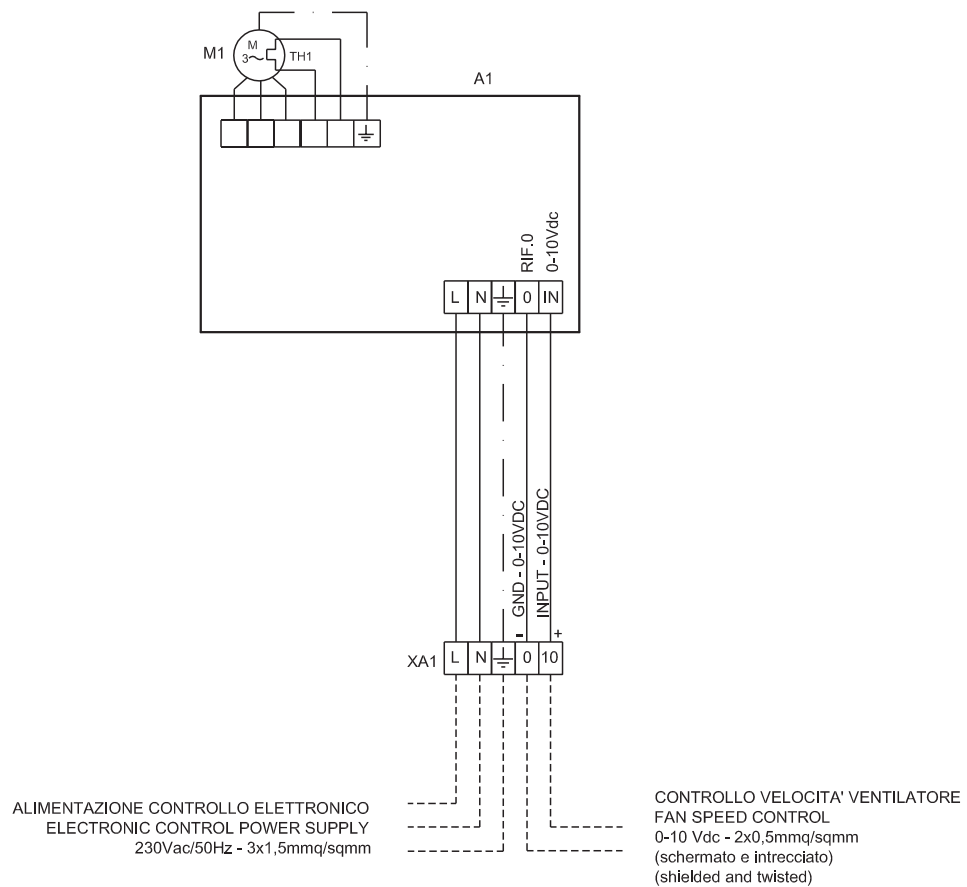 M1
M
3~
TH1
A1
RIF.0
0-10Vdc
L N 0 IN
GND - 0-10VDC
INPUT - 0-10VDC
- +
XA1 L N 0 10
ALIMENTAZIONE CONTROLLO ELETTRONICO
ELECTRONIC CONTROL POWER SUPPLY
230Vac/50Hz - 3x1,5mmq/sqmm
CONTROLLO VELOCITA' VENTILATORE
FAN SPEED CONTROL
0-10 Vdc - 2x0,5mmq/sqmm
(schermato e intrecciato)
(shielded and twisted)